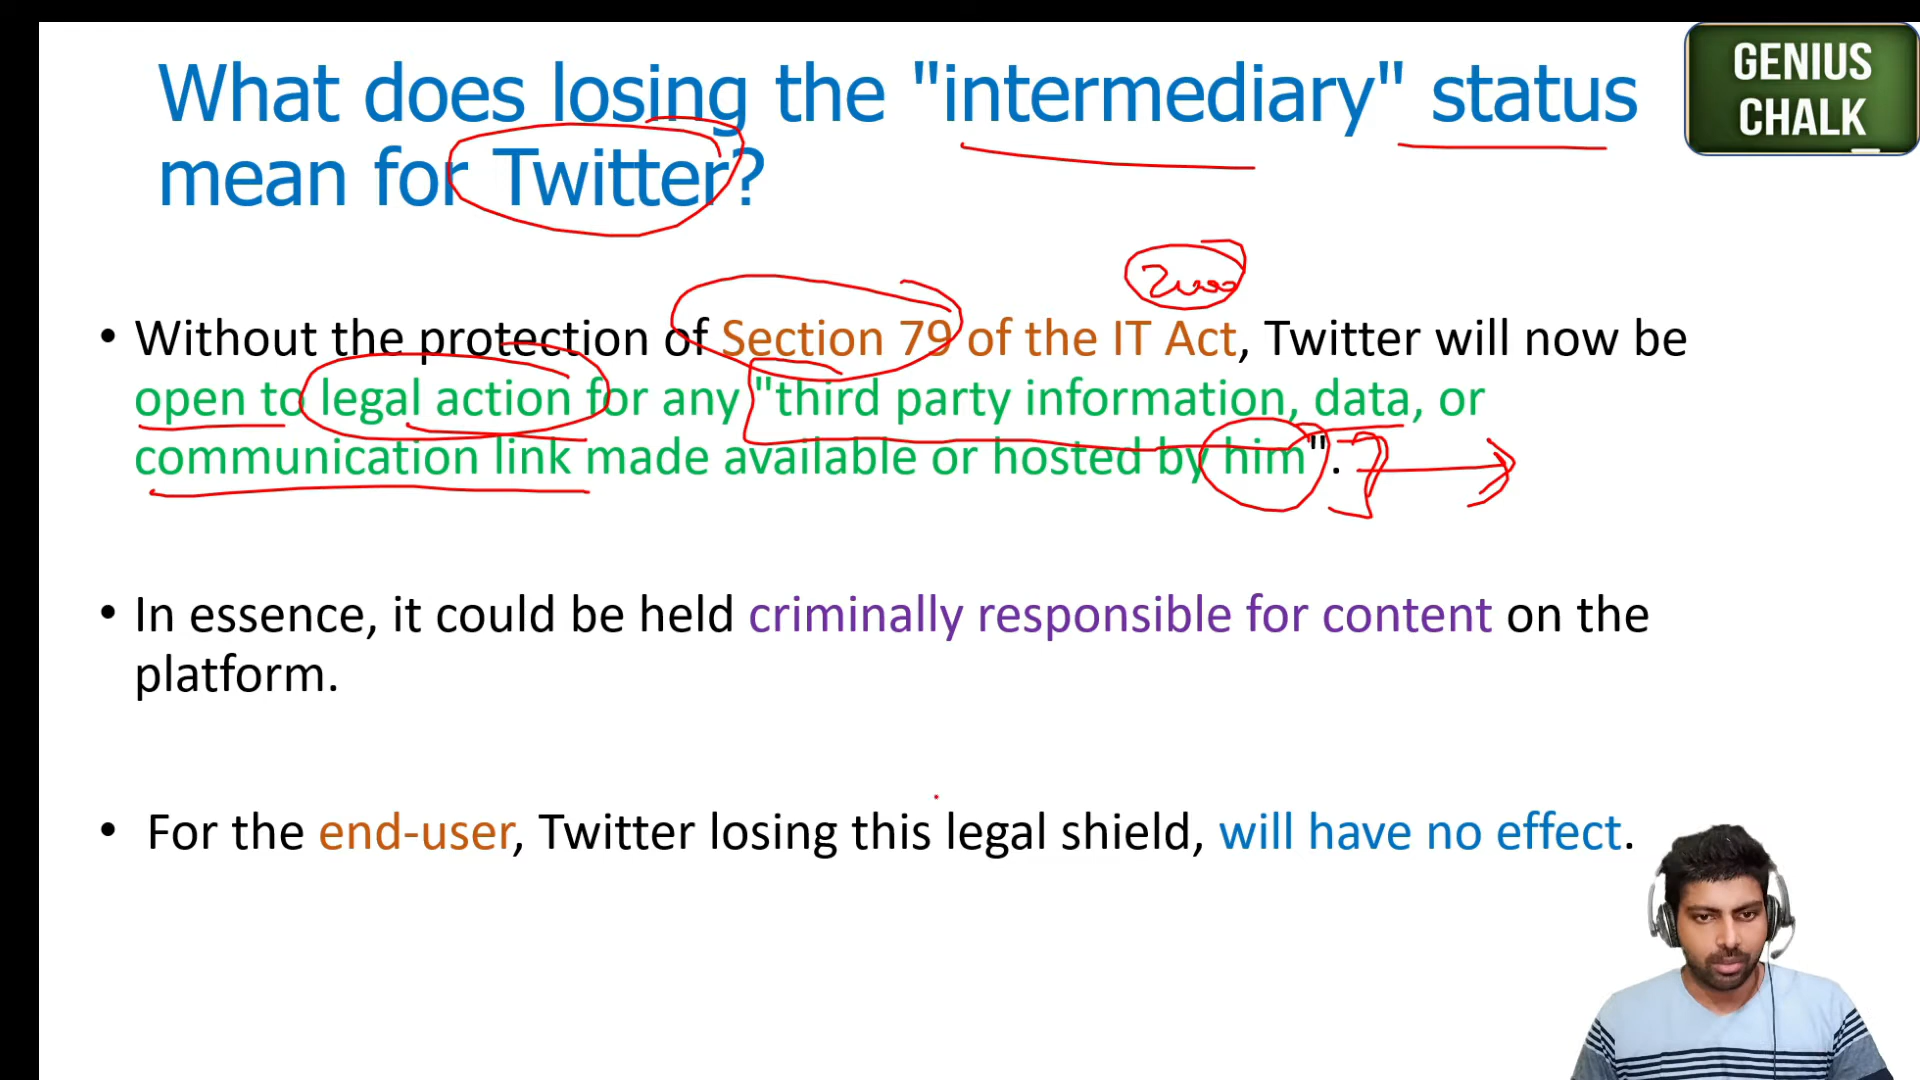 What does losing the "intermediary" status
mean for Twitter?
GENIUS
CHALK
2000
• Without the protection of Section 79 of the IT Act, Twitter will now be
open to legal action for any "third party information, data, or
communication link made available or hosted by him".
• In essence, it could be held criminally responsible for content on the
platform.
• For the end-user, Twitter losing this legal shield, will have no effect.